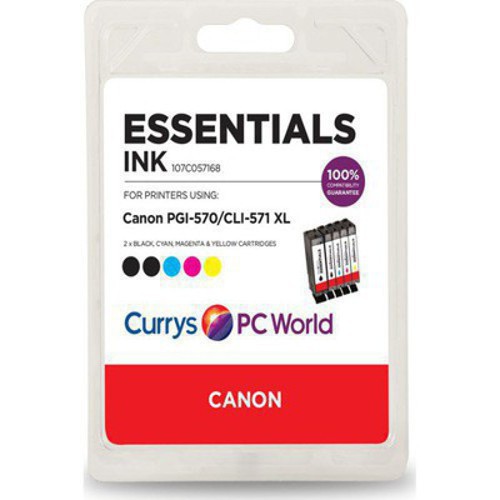 ESSENTIALS
INK 107C057168
FOR PRINTERS USING:
Canon PGI-570/CLI-571 XL
2 x BLACK, CYAN, MAGENTA & YELLOW CARTRIDGES
100%
COMPATIBILITY
GUARANTEE
Currys PC World
CANON